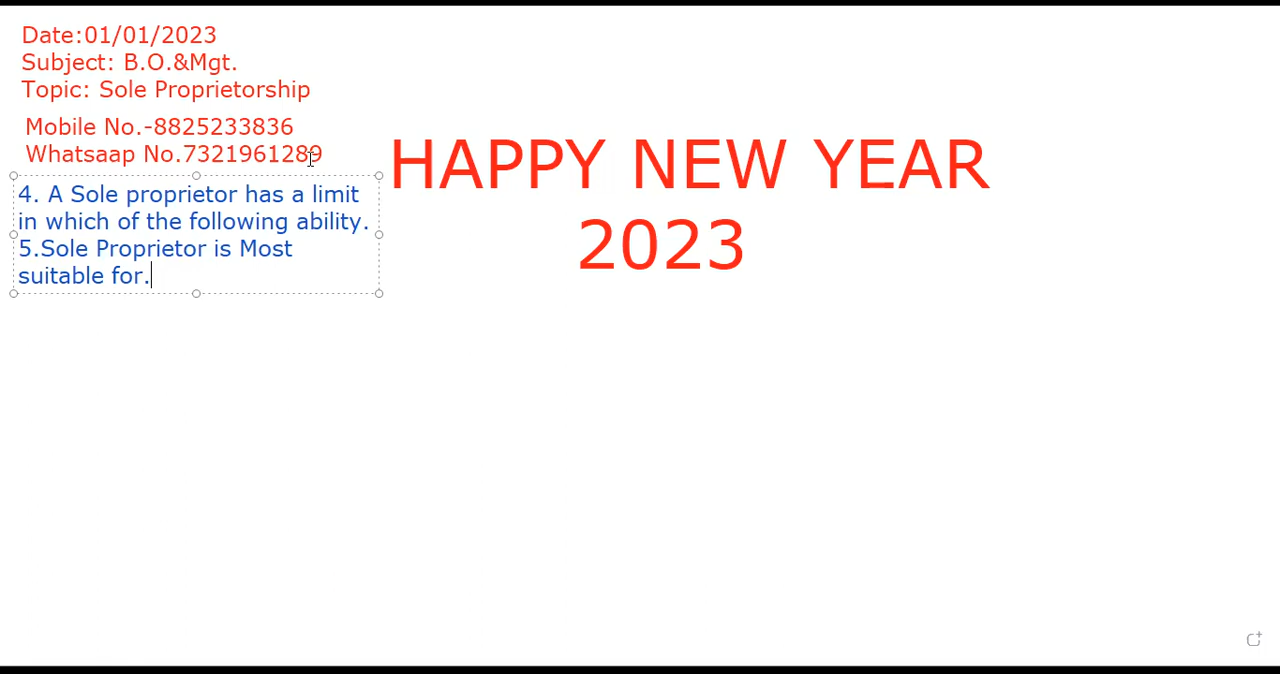 Date:01/01/2023
Subject: B.O.&Mgt.
Topic: Sole Proprietorship
Mobile No.-8825233836
Whatsaap No.7321961289
HAPPY NEW YEAR
2023
4. A Sole proprietor has a limit
in which of the following ability.
5.Sole Proprietor is Most
suitable for.